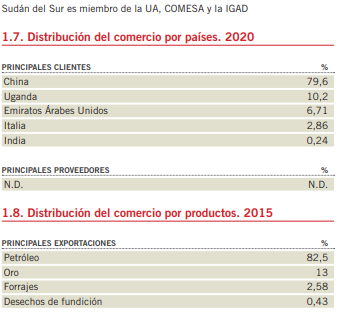 Sudán del Sur es miembro de la UA, COMESA y la IGAD
1.7. Distribución del comercio por países. 2020
PRINCIPALES CLIENTES %
China 79,6
Uganda 10,2
Emiratos Árabes Unidos 6,71
Italia 2,86
India 0,24
PRINCIPALES PROVEEDORES %
N.D. N.D.
1.8. Distribución del comercio por productos. 2015
PRINCIPALES EXPORTACIONES %
Petróleo 82,5
Oro 13
Forrajes 2,58
Desechos de fundición 0,43